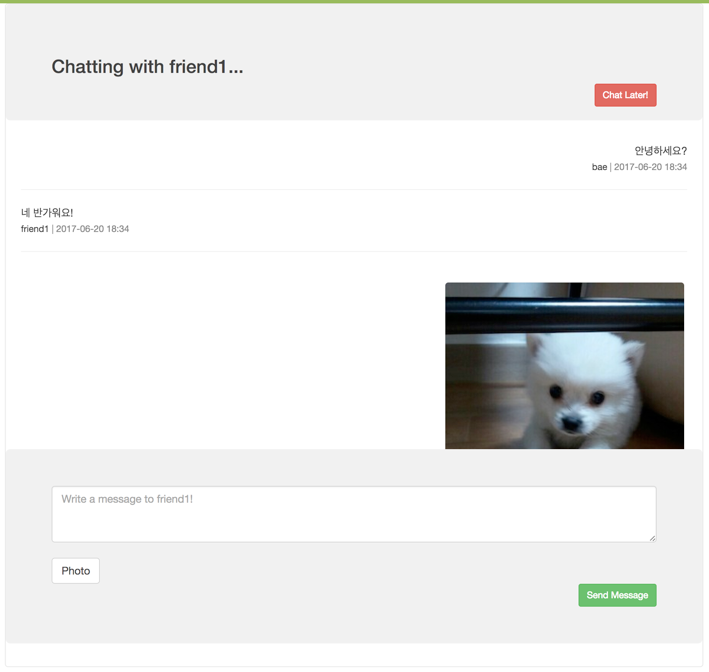 Chatting with friend1...
Chat Later!
안녕하세요?
bae | 2017-06-20 18:34
네 반가워요!
friend1 | 2017-06-20 18:34
Write a message to friend1!
Photo
Send Message